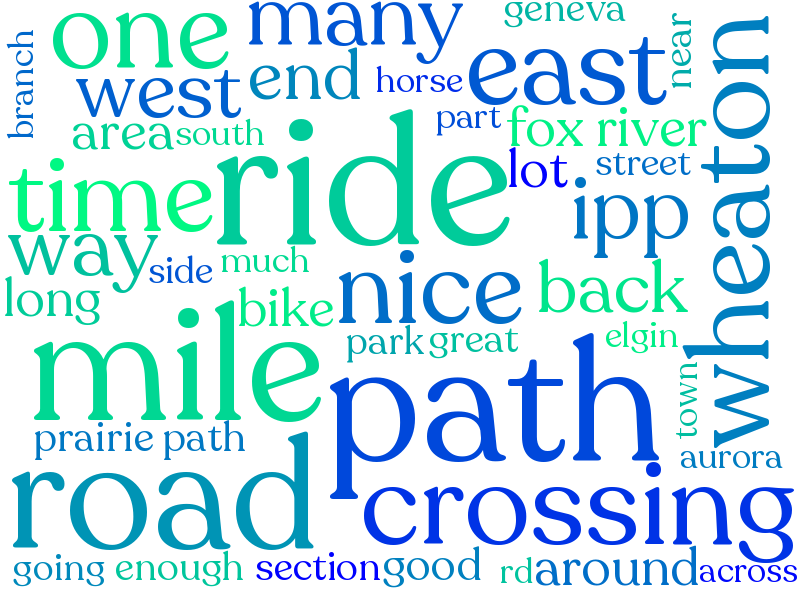 geneva
many
one
branch
near
east
wheaton
end
horse
west
part
fox river
area
south
ride
lot
street
time
ipp
way
side
much
nice
back
long
bike
mile
park
great
elgin
path
town
prairie path
aurora
road
crossing
going
enough
section
good
rd
around
across